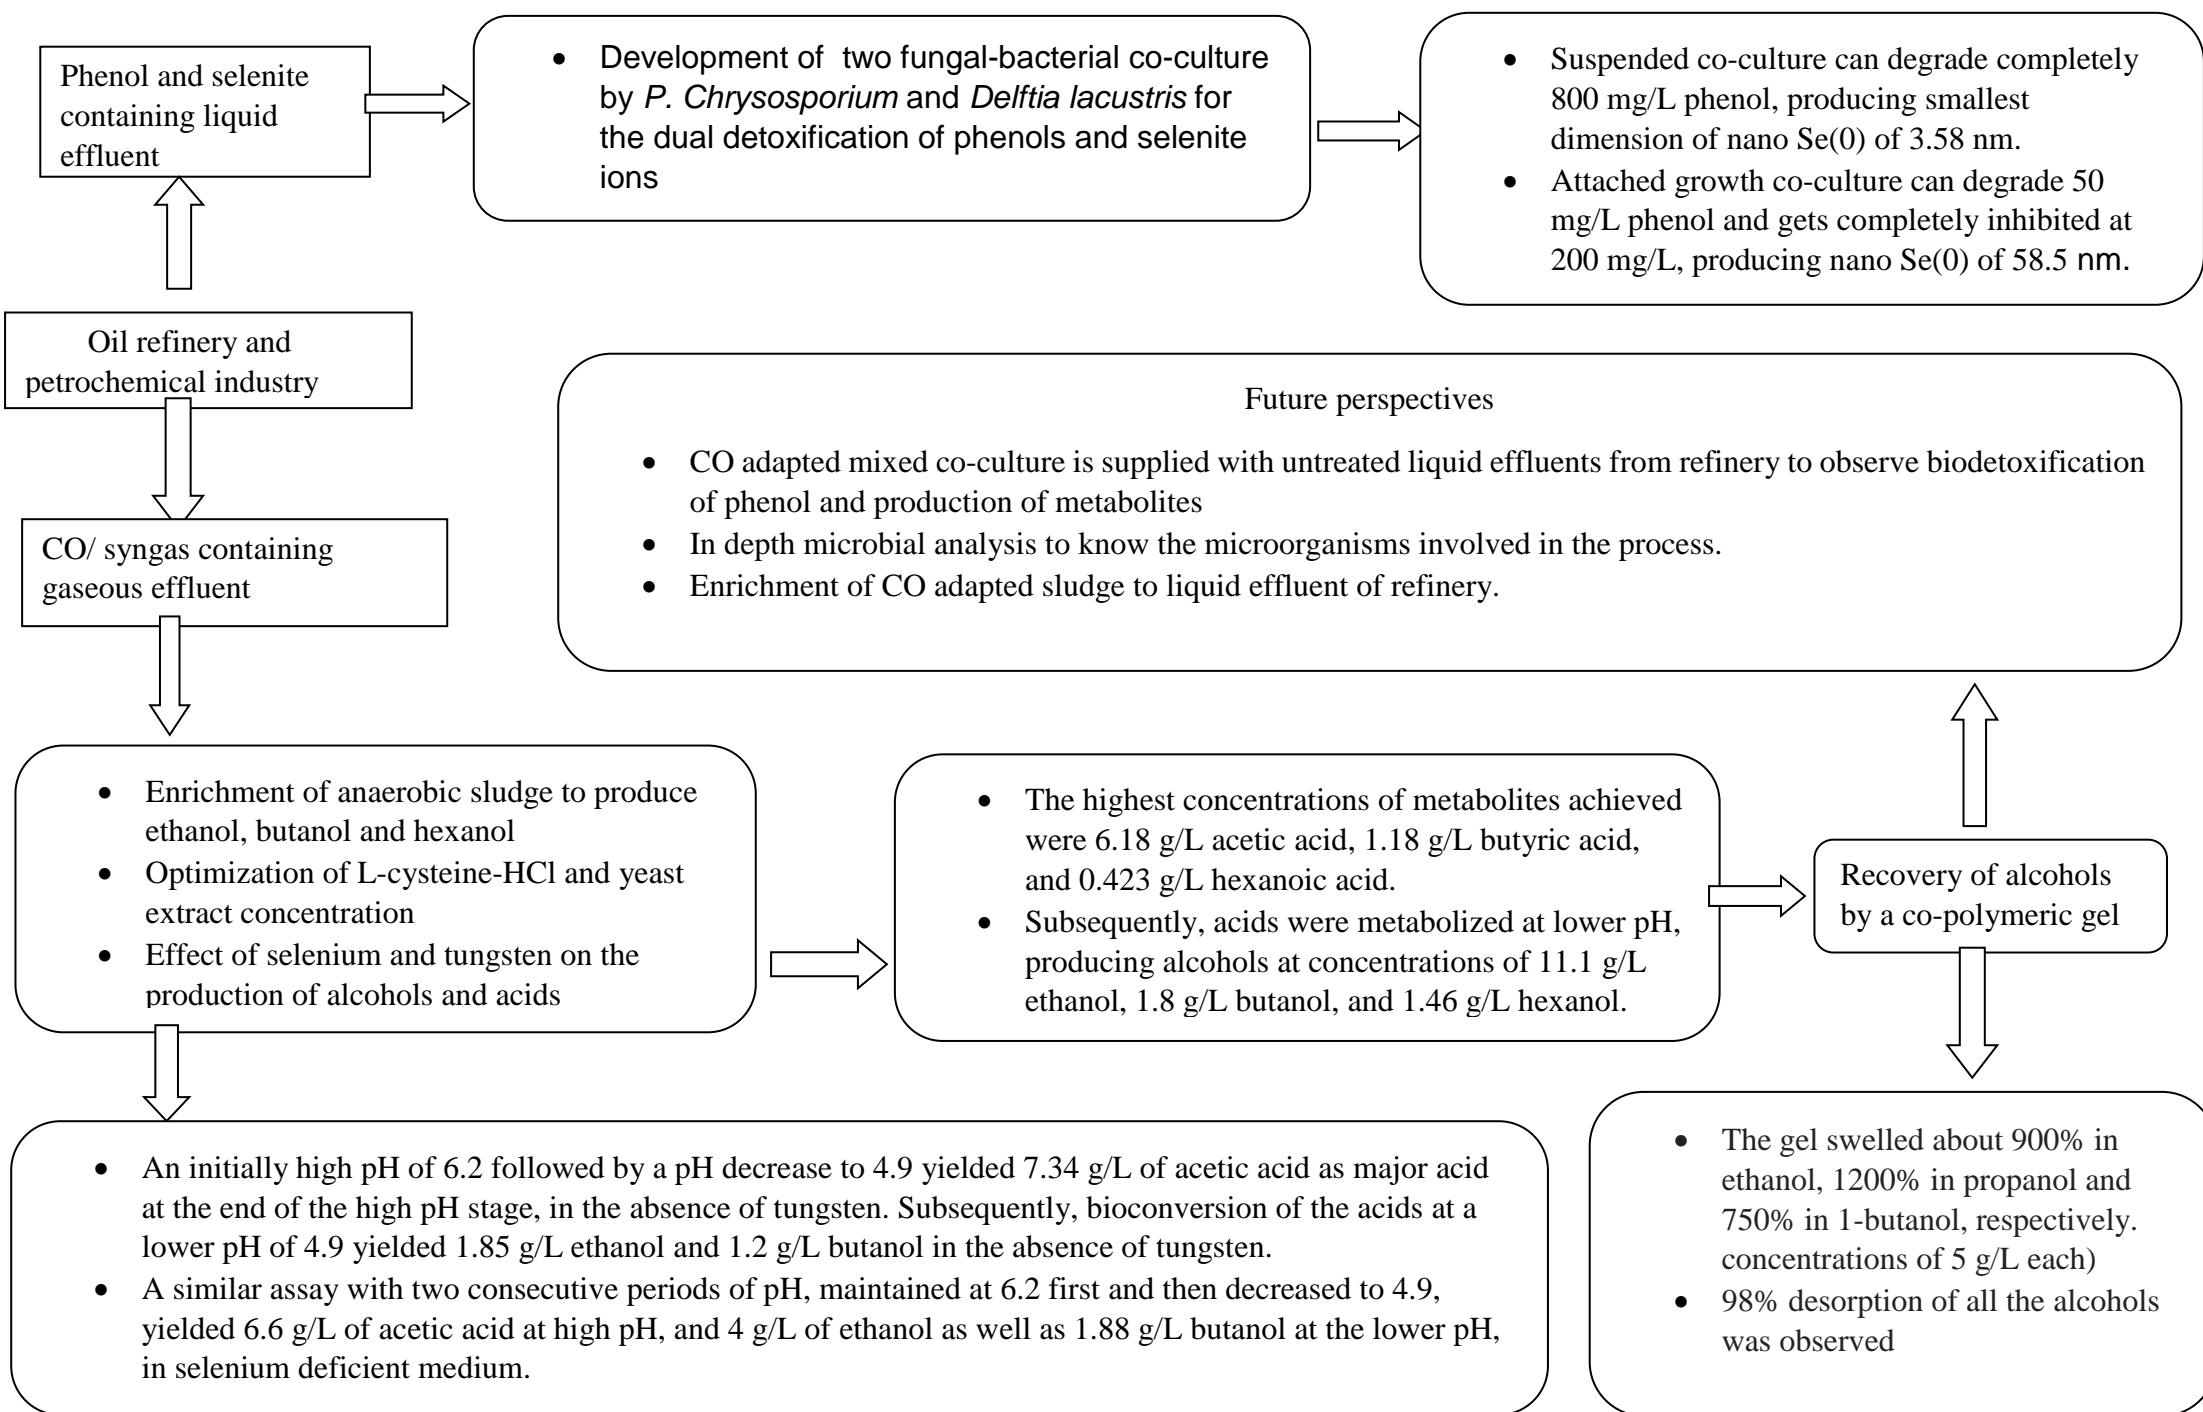 Phenol and selenite
containing liquid
effluent
• Development of two fungal-bacterial co-culture
by P. Chrysosporium and Delftia lacustris for
the dual detoxification of phenols and selenite
ions
• Suspended co-culture can degrade completely
800 mg/L phenol, producing smallest
dimension of nano Se(0) of 3.58 nm.
• Attached growth co-culture can degrade 50
mg/L phenol and gets completely inhibited at
200 mg/L, producing nano Se(0) of 58.5 nm.
Oil refinery and
petrochemical industry
Future perspectives
• CO adapted mixed co-culture is supplied with untreated liquid effluents from refinery to observe biodetoxification
of phenol and production of metabolites
• In depth microbial analysis to know the microorganisms involved in the process.
• Enrichment of CO adapted sludge to liquid effluent of refinery.
CO/ syngas containing
gaseous effluent
• Enrichment of anaerobic sludge to produce
ethanol, butanol and hexanol
• Optimization of L-cysteine-HCl and yeast
extract concentration
• Effect of selenium and tungsten on the
production of alcohols and acids
• The highest concentrations of metabolites achieved
were 6.18 g/L acetic acid, 1.18 g/L butyric acid,
and 0.423 g/L hexanoic acid.
• Subsequently, acids were metabolized at lower pH,
producing alcohols at concentrations of 11.1 g/L
ethanol, 1.8 g/L butanol, and 1.46 g/L hexanol.
Recovery of alcohols
by a co-polymeric gel
• An initially high pH of 6.2 followed by a pH decrease to 4.9 yielded 7.34 g/L of acetic acid as major acid
at the end of the high pH stage, in the absence of tungsten. Subsequently, bioconversion of the acids at a
lower pH of 4.9 yielded 1.85 g/L ethanol and 1.2 g/L butanol in the absence of tungsten.
• A similar assay with two consecutive periods of pH, maintained at 6.2 first and then decreased to 4.9,
yielded 6.6 g/L of acetic acid at high pH, and 4 g/L of ethanol as well as 1.88 g/L butanol at the lower pH,
in selenium deficient medium.
• The gel swelled about 900% in
ethanol, 1200% in propanol and
750% in 1-butanol, respectively.
concentrations of 5 g/L each)
• 98% desorption of all the alcohols
was observed